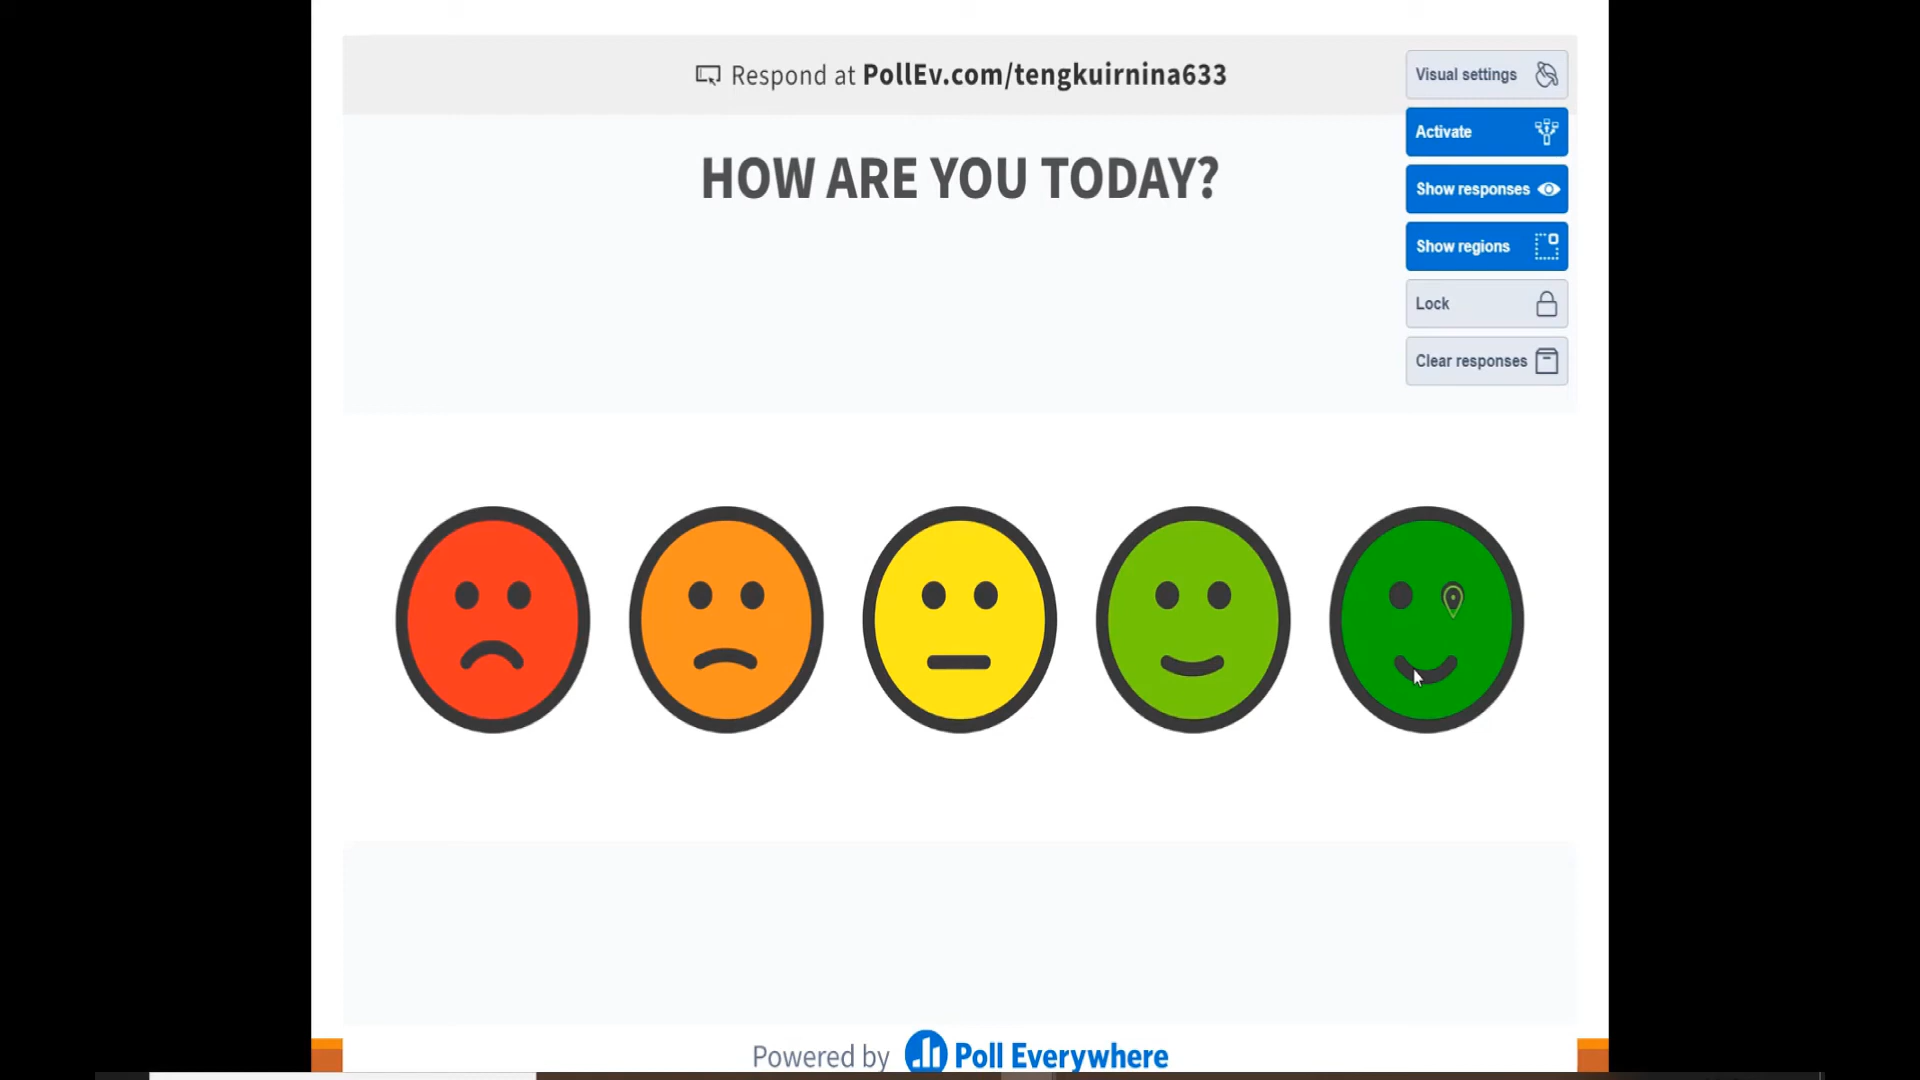 Respond at PollEv.com/tengkuirnina633
Visual settings
Activate
HOW ARE YOU TODAY?
Show responses
Show regions
Lock
Clear responses
Powered by Poll Everywhere